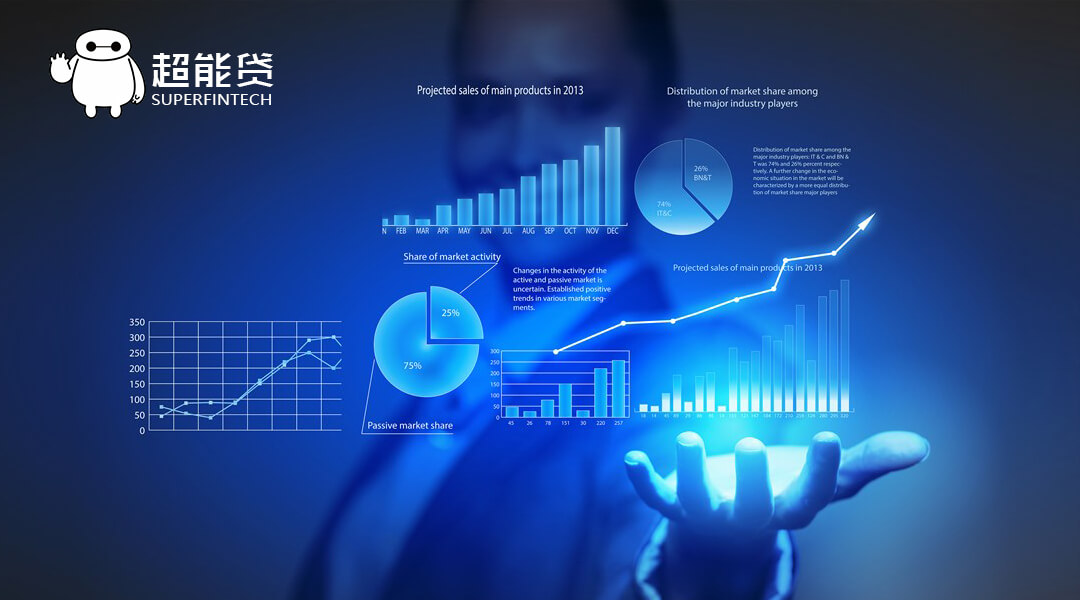 超能贷
SUPERFINTECH
Projected sales of main products in 2013
N FEB MAR APR MAY JUN JUL AUG SEP OCT NOV DEC
Distribution of market share among
the major industry players
26%
BN&T
74%
IT&C
Distribution of market share among the
major industry players: IT & C and BN &
T was 74% and 26% percent respec-
tively. A further change in the eco-
nomic situation in the market will be
characterized by a more equal distribu-
tion of market share major players
Share of market activity
25%
75%
Passive market share
Changes in the activity of the
active and passive market is
uncertain. Established positive
trends in various market seg-
ments.
Projected sales of main products in 2013
350
300
250
200
150
100
50
0
300
250
200
150
100
50
0
45 26 78 151 30 220 257